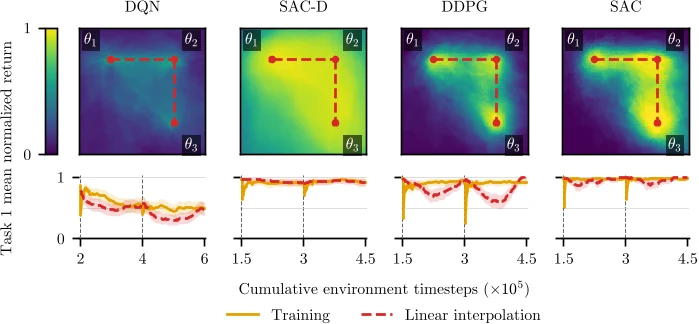 DQN SAC-D DDPG SAC
Task 1 mean normalized return
1
0
θ1 θ2 θ3
θ1 θ2 θ3
θ1 θ2 θ3
θ1 θ2 θ3
1
0
2 4 6
1.5 3 4.5
1.5 3 4.5
1.5 3 4.5
Cumulative environment timesteps (×10⁵)
Training Linear interpolation